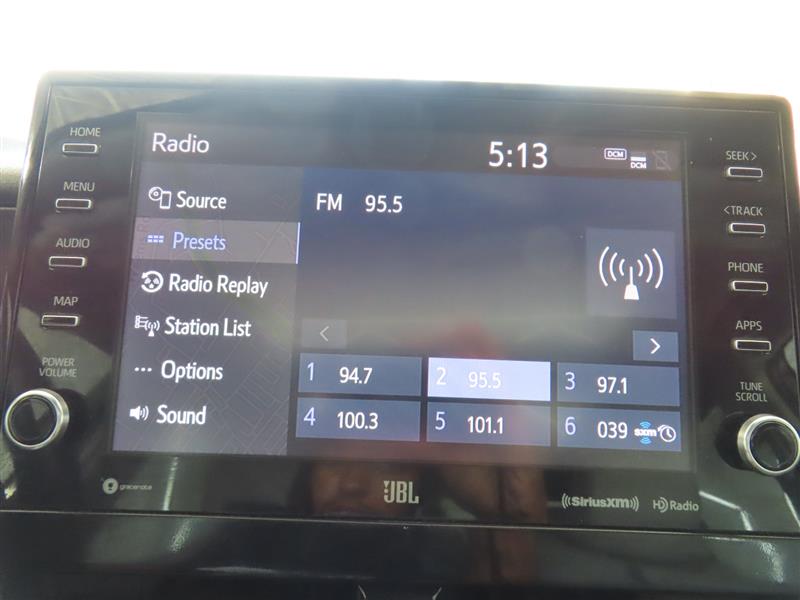 HOME
MENU
AUDIO
MAP
POWER
VOLUME
Radio
5:13
DCM
DCM
Source
Presets
Radio Replay
Station List
Options
Sound
FM 95.5
<
>
1 94.7
2 95.5
3 97.1
4 100.3
5 101.1
6 039 sxm
SEEK>
<TRACK
PHONE
APPS
TUNE
SCROLL
gracenote
JBL
SiriusXM
HD Radio